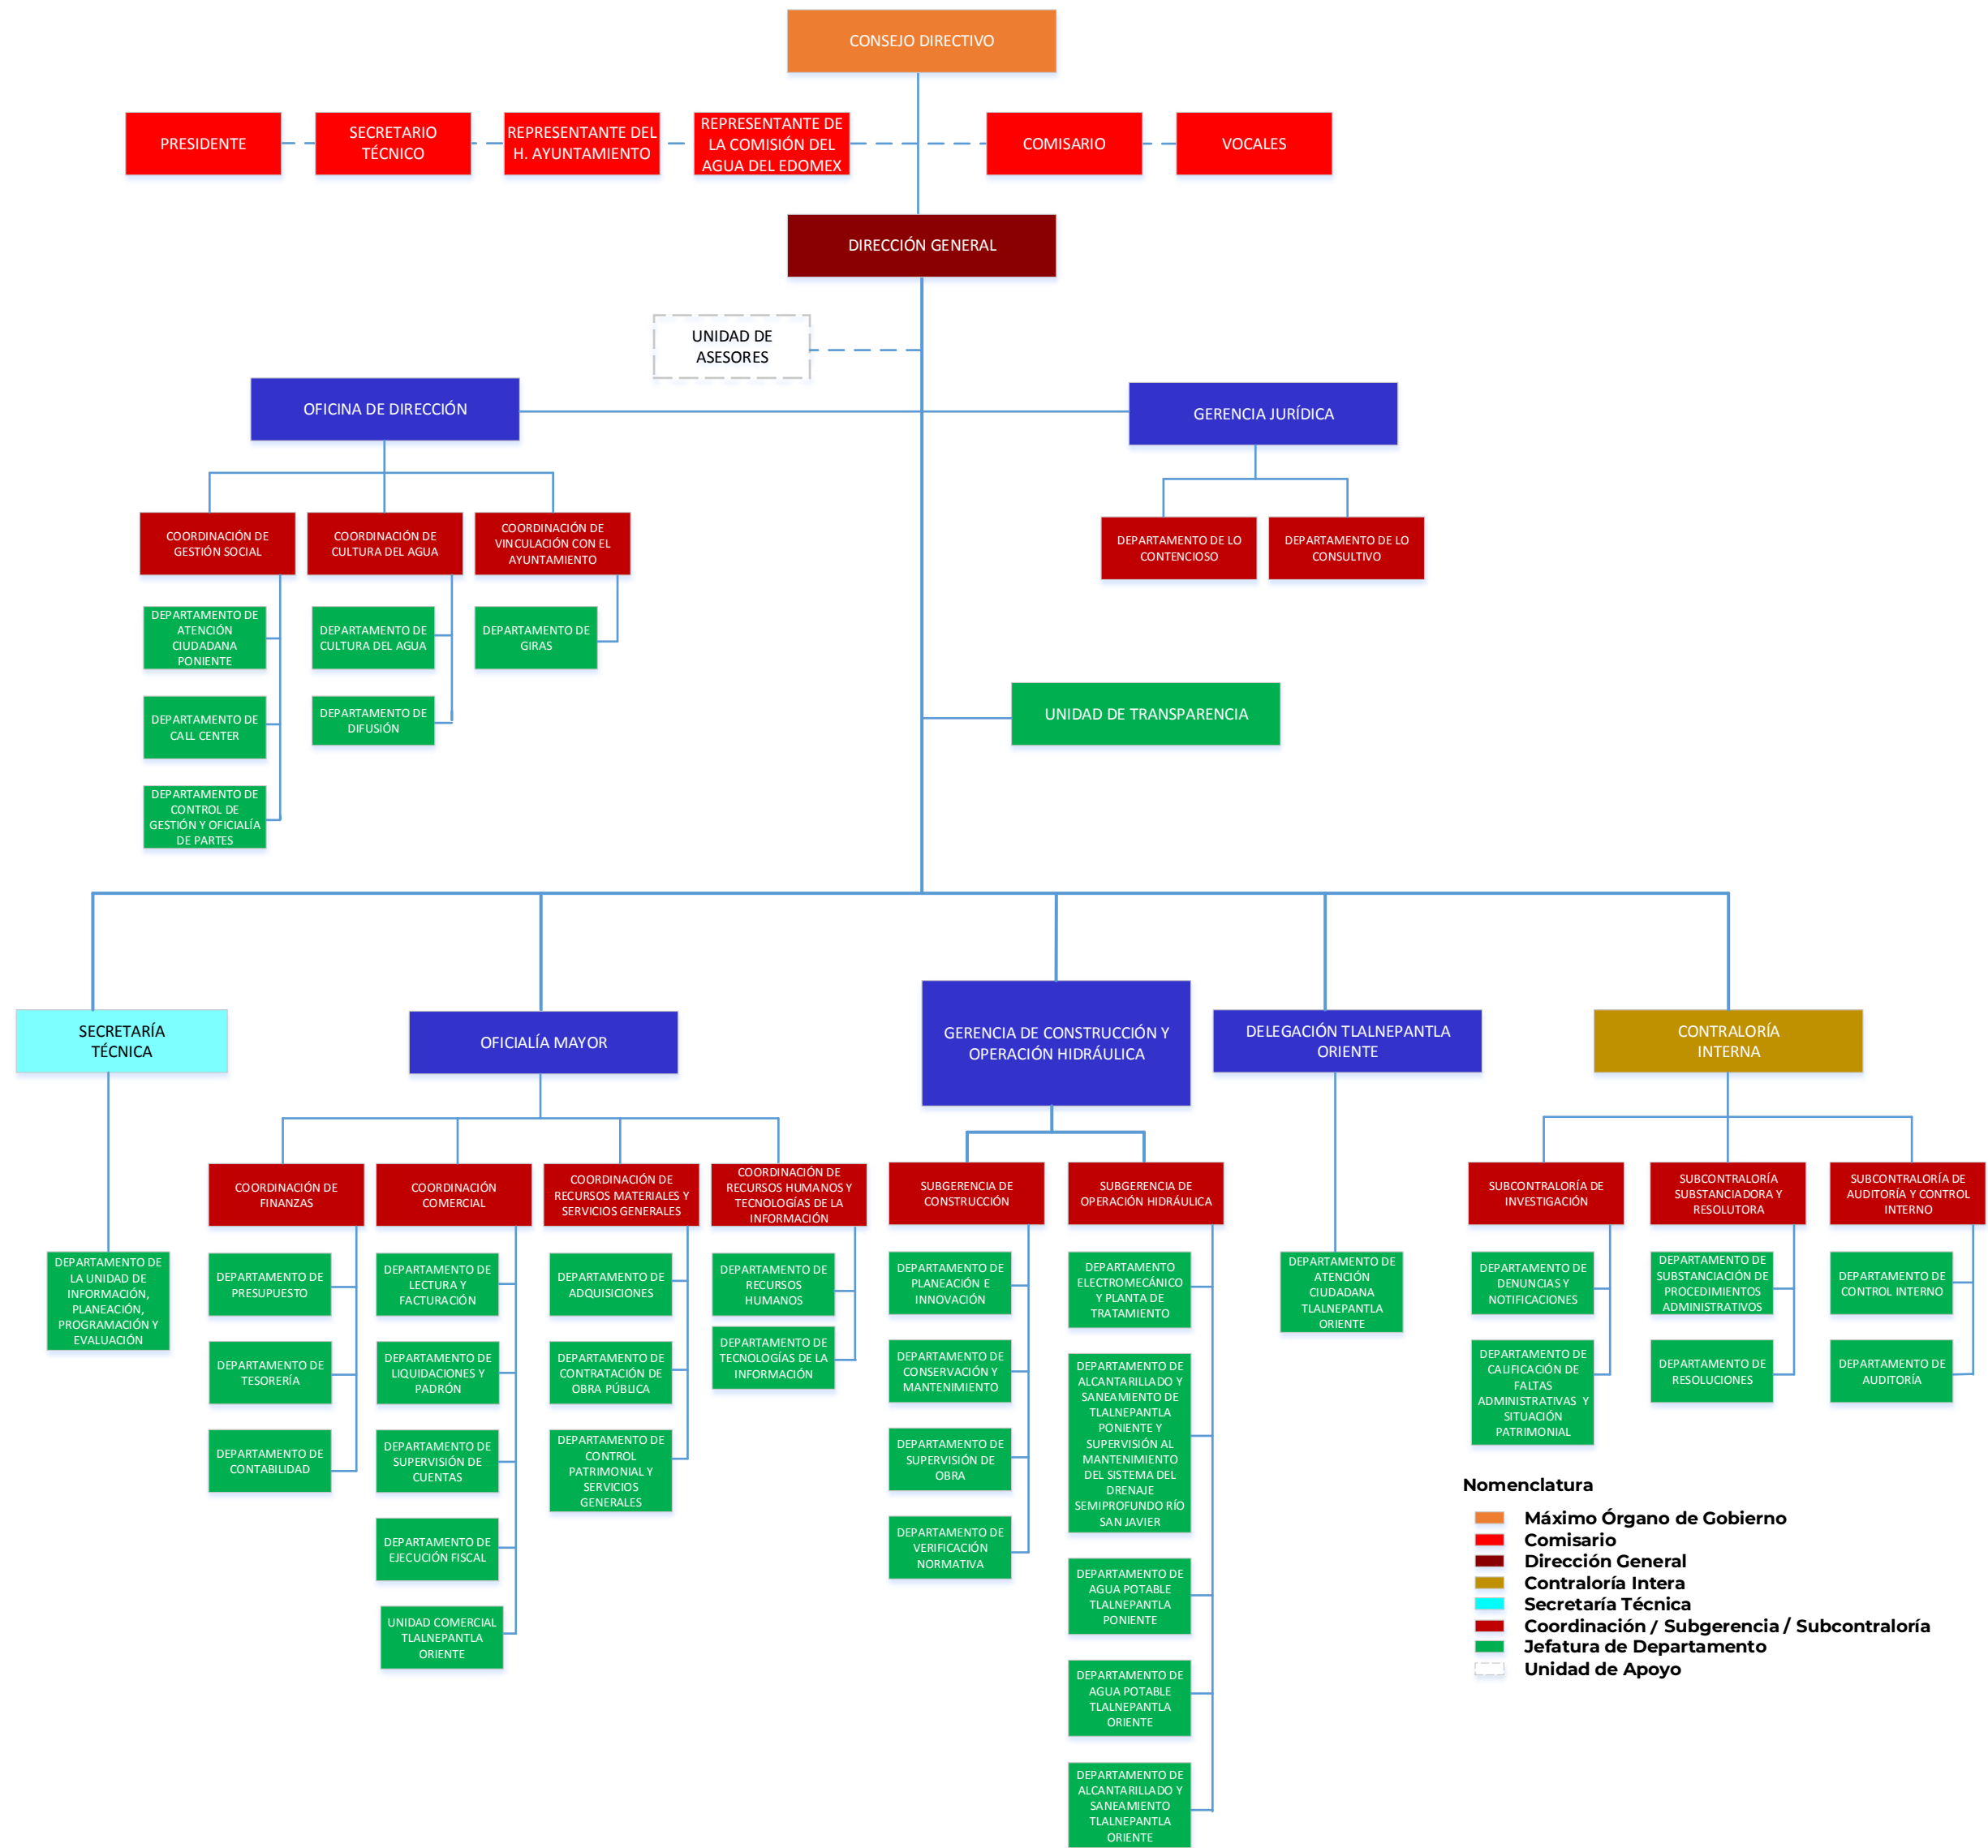 CONSEJO DIRECTIVO
PRESIDENTE
SECRETARIO
TÉCNICO
REPRESENTANTE DEL
H. AYUNTAMIENTO
REPRESENTANTE DE
LA COMISIÓN DEL
AGUA DEL EDOMEX
COMISARIO
VOCALES
DIRECCIÓN GENERAL
UNIDAD DE
ASESORES
OFICINA DE DIRECCIÓN
GERENCIA JURÍDICA
COORDINACIÓN DE
GESTIÓN SOCIAL
COORDINACIÓN DE
CULTURA DEL AGUA
COORDINACIÓN DE
VINCULACIÓN CON EL
AYUNTAMIENTO
DEPARTAMENTO DE LO
CONTENCIOSO
DEPARTAMENTO DE LO
CONSULTIVO
DEPARTAMENTO DE
ATENCIÓN
CIUDADANA
PONIENTE
DEPARTAMENTO DE
CULTURA DEL AGUA
DEPARTAMENTO DE
GIRAS
DEPARTAMENTO DE
CALL CENTER
DEPARTAMENTO DE
DIFUSIÓN
UNIDAD DE TRANSPARENCIA
DEPARTAMENTO DE
CONTROL DE
GESTIÓN Y OFICIALÍA
DE PARTES
SECRETARÍA
TÉCNICA
OFICIALÍA MAYOR
GERENCIA DE CONSTRUCCIÓN Y
OPERACIÓN HIDRÁULICA
DELEGACIÓN TLALNEPANTLA
ORIENTE
CONTRALORÍA
INTERNA
COORDINACIÓN DE
FINANZAS
COORDINACIÓN
COMERCIAL
COORDINACIÓN DE
RECURSOS MATERIALES Y
SERVICIOS GENERALES
COORDINACIÓN DE
RECURSOS HUMANOS Y
TECNOLOGÍAS DE LA
INFORMACIÓN
SUBGERENCIA DE
CONSTRUCCIÓN
SUBGERENCIA DE
OPERACIÓN HIDRÁULICA
SUBCONTRALORÍA DE
INVESTIGACIÓN
SUBCONTRALORÍA
SUBSTANCIADORA Y
RESOLUTORA
SUBCONTRALORÍA DE
AUDITORÍA Y CONTROL
INTERNO
DEPARTAMENTO DE
LA UNIDAD DE
INFORMACIÓN,
PLANEACIÓN,
PROGRAMACIÓN Y
EVALUACIÓN
DEPARTAMENTO DE
PRESUPUESTO
DEPARTAMENTO DE
LECTURA Y
FACTURACIÓN
DEPARTAMENTO DE
ADQUISICIONES
DEPARTAMENTO DE
RECURSOS
HUMANOS
DEPARTAMENTO DE
PLANEACIÓN E
INNOVACIÓN
DEPARTAMENTO
ELECTROMECÁNICO
Y PLANTA DE
TRATAMIENTO
DEPARTAMENTO DE
ATENCIÓN
CIUDADANA
TLALNEPANTLA
ORIENTE
DEPARTAMENTO DE
DENUNCIAS Y
NOTIFICACIONES
DEPARTAMENTO DE
SUBSTANCIACIÓN DE
PROCEDIMIENTOS
ADMINISTRATIVOS
DEPARTAMENTO DE
CONTROL INTERNO
DEPARTAMENTO DE
TESORERÍA
DEPARTAMENTO DE
LIQUIDACIONES Y
PADRÓN
DEPARTAMENTO DE
CONTRATACIÓN DE
OBRA PÚBLICA
DEPARTAMENTO DE
TECNOLOGÍAS DE LA
INFORMACIÓN
DEPARTAMENTO DE
CONSERVACIÓN Y
MANTENIMIENTO
DEPARTAMENTO DE
ALCANTARILLADO Y
SANEAMIENTO DE
TLALNEPANTLA
PONIENTE Y
SUPERVISIÓN AL
MANTENIMIENTO
DEL SISTEMA DEL
DRENAJE
SEMIPROFUNDO RÍO
SAN JAVIER
DEPARTAMENTO DE
CALIFICACIÓN DE
FALTAS
ADMINISTRATIVAS Y
SITUACIÓN
PATRIMONIAL
DEPARTAMENTO DE
RESOLUCIONES
DEPARTAMENTO DE
AUDITORÍA
DEPARTAMENTO DE
CONTABILIDAD
DEPARTAMENTO DE
SUPERVISIÓN DE
CUENTAS
DEPARTAMENTO DE
CONTROL
PATRIMONIAL Y
SERVICIOS
GENERALES
DEPARTAMENTO DE
SUPERVISIÓN DE
OBRA
DEPARTAMENTO DE
EJECUCIÓN FISCAL
DEPARTAMENTO DE
VERIFICACIÓN
NORMATIVA
DEPARTAMENTO DE
AGUA POTABLE
TLALNEPANTLA
PONIENTE
UNIDAD COMERCIAL
TLALNEPANTLA
ORIENTE
DEPARTAMENTO DE
AGUA POTABLE
TLALNEPANTLA
ORIENTE
DEPARTAMENTO DE
ALCANTARILLADO Y
SANEAMIENTO
TLALNEPANTLA
ORIENTE
Nomenclatura
Máximo Órgano de Gobierno
Comisario
Dirección General
Contraloría Intera
Secretaría Técnica
Coordinación / Subgerencia / Subcontraloría
Jefatura de Departamento
Unidad de Apoyo